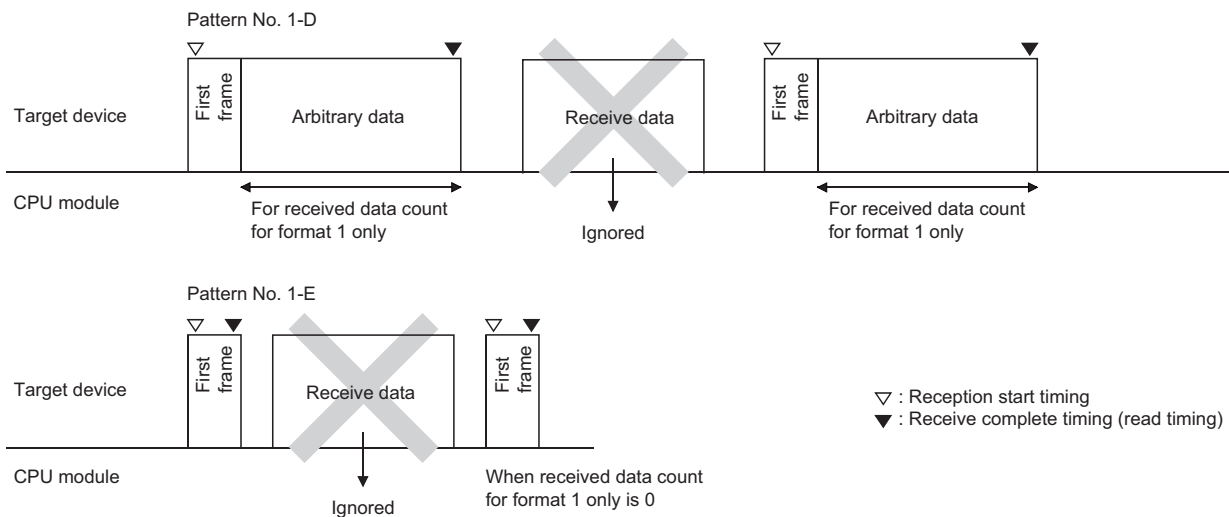 Pattern No. 1-D
Target device
First
frame
Arbitrary data
Receive data
First
frame
Arbitrary data
CPU module
For received data count
for format 1 only
Ignored
For received data count
for format 1 only
Pattern No. 1-E
Target device
First
frame
Receive data
First
frame
▽ : Reception start timing
▼ : Receive complete timing (read timing)
CPU module
Ignored
When received data count
for format 1 only is 0